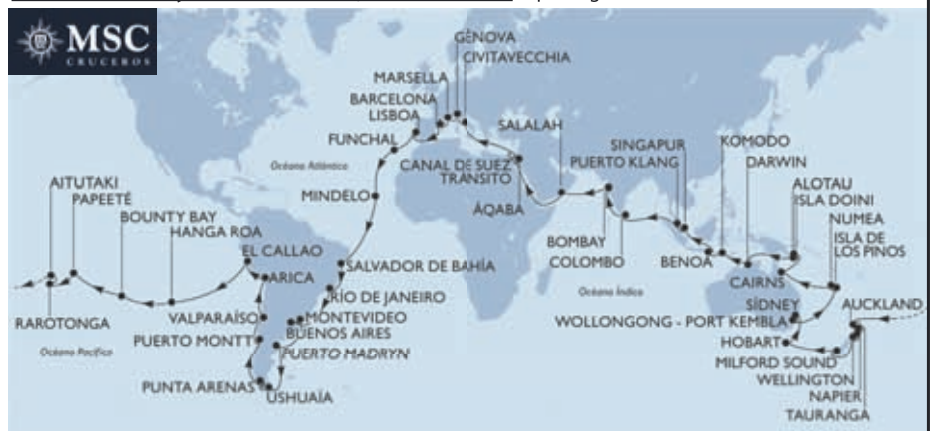 MSC
CRUCEROS
GÉNOVA
CIVITAVECCHIA
MARSELLA
BARCELONA
LISBOA
FUNCHAL
SALALAH
SINGAPUR
PUERTO KLANG
KOMODO
DARWIN
Océano Atlántico
CANAL DE SUEZ
TRÁNSITO
ALOTAU
ISLA DOINI
AITUTAKI
PAPEETE
MINDELO
ÁQABA
NUMEA
BOUNTY BAY
HANGA ROA
ISLA DE
LOS PINOS
EL CALLAO
BOMBAY
COLOMBO
BENOA
SALVADOR DE BAHÍA
ARICA
CAIRNS
Océano Índico
RÍO DE JANEIRO
SÍDNEY
AUCKLAND
RAROTONGA
VALPARAÍSO
MONTEVIDEO
BUENOS AIRES
WOLLONGONG - PORT KEMBLA
PUERTO MONTT
HOBART
Océano Pacífico
PUERTO MADRYN
MILFORD SOUND
WELLINGTON
PUNTA ARENAS
USHUAÏA
NAPIER
TAURANGA